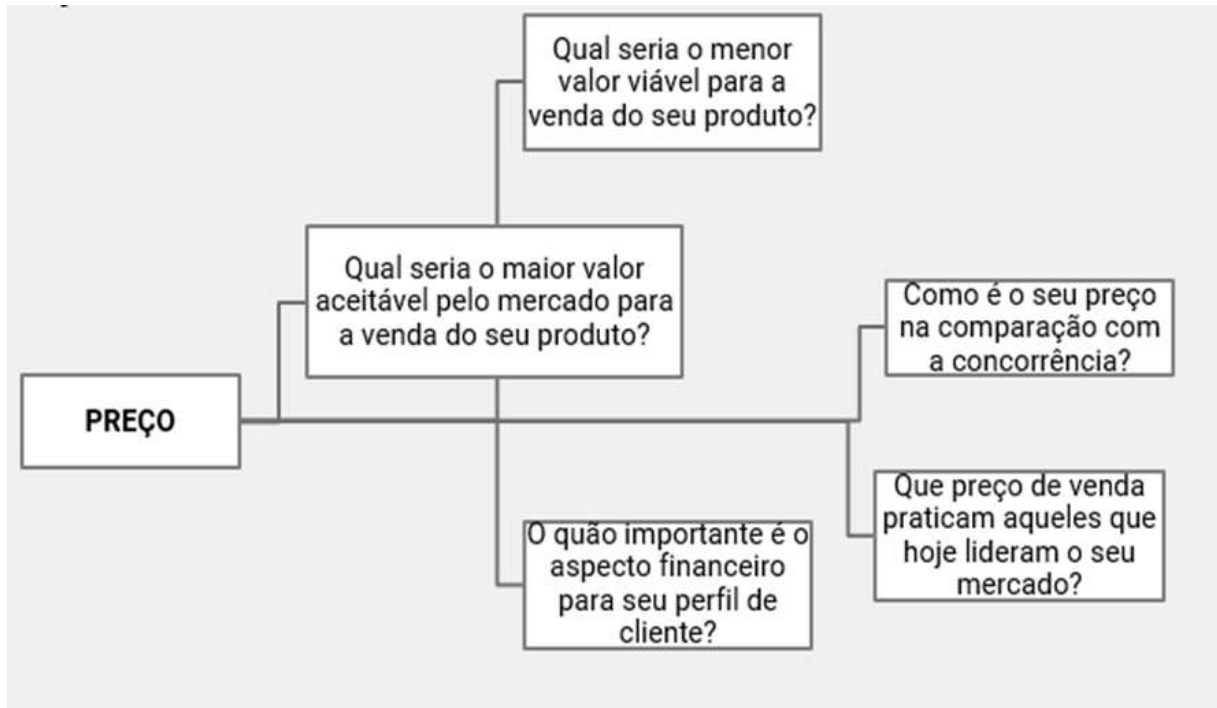 Qual seria o menor
valor viável para a
venda do seu produto?
Qual seria o maior valor
aceitável pelo mercado para
a venda do seu produto?
Como é o seu preço
na comparação com
a concorrência?
PREÇO
Que preço de venda
praticam aqueles que
hoje lideram o seu
mercado?
O quão importante é o
aspecto financeiro
para seu perfil de
cliente?